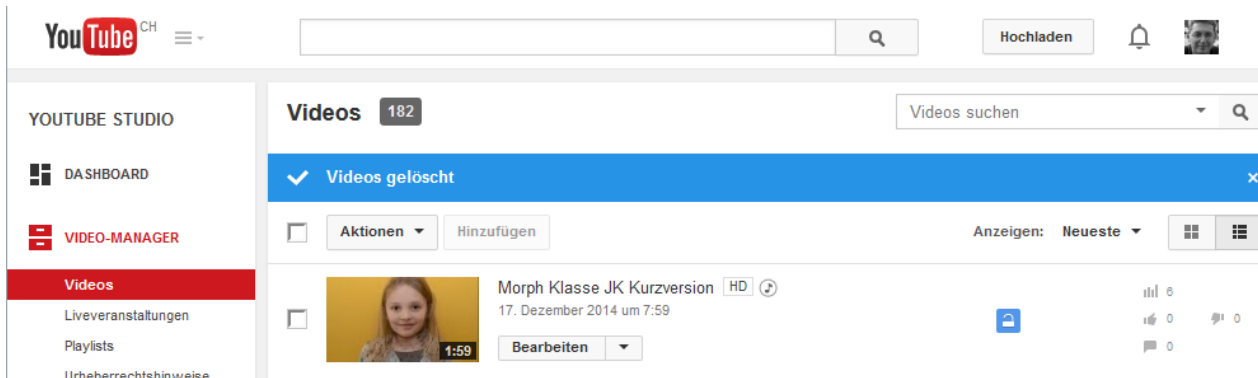 YouTube CH
Hochladen
YOUTUBE STUDIO
DASHBOARD
VIDEO-MANAGER
Videos
Liveveranstaltungen
Playlists
Urheberrechtshinweise
Videos 182
Videos suchen
Videos gelöscht
Aktionen Hinzufügen Anzeigen: Neueste
1:59
Morph Klasse JK Kurzversion HD
17. Dezember 2014 um 7:59
Bearbeiten
6
0 0
0